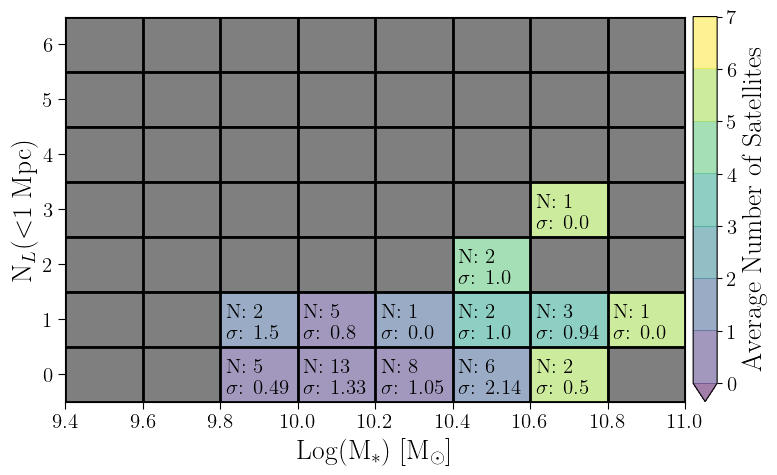 6
5
4
3
2
1
0
N_L(<1 Mpc)
N: 1
σ: 0.0
N: 2
σ: 1.0
N: 2
σ: 1.5
N: 5
σ: 0.8
N: 1
σ: 0.0
N: 2
σ: 1.0
N: 3
σ: 0.94
N: 1
σ: 0.0
N: 5
σ: 0.49
N: 13
σ: 1.33
N: 8
σ: 1.05
N: 6
σ: 2.14
N: 2
σ: 0.5
9.4 9.6 9.8 10.0 10.2 10.4 10.6 10.8 11.0
Log(M_*) [M_⊙]
7
6
5
4
3
2
1
0
Average Number of Satellites